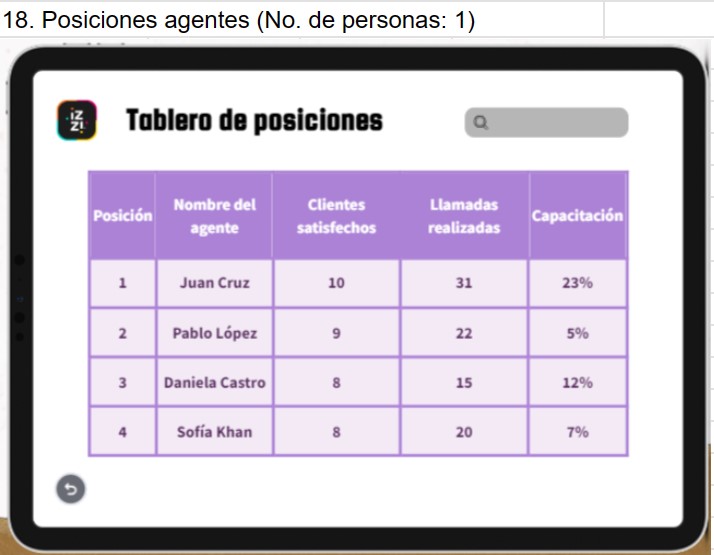 18. Posiciones agentes (No. de personas: 1)
iZ
Zi
Tablero de posiciones
Posición Nombre del agente Clientes satisfechos Llamadas realizadas Capacitación
1 Juan Cruz 10 31 23%
2 Pablo López 9 22 5%
3 Daniela Castro 8 15 12%
4 Sofía Khan 8 20 7%